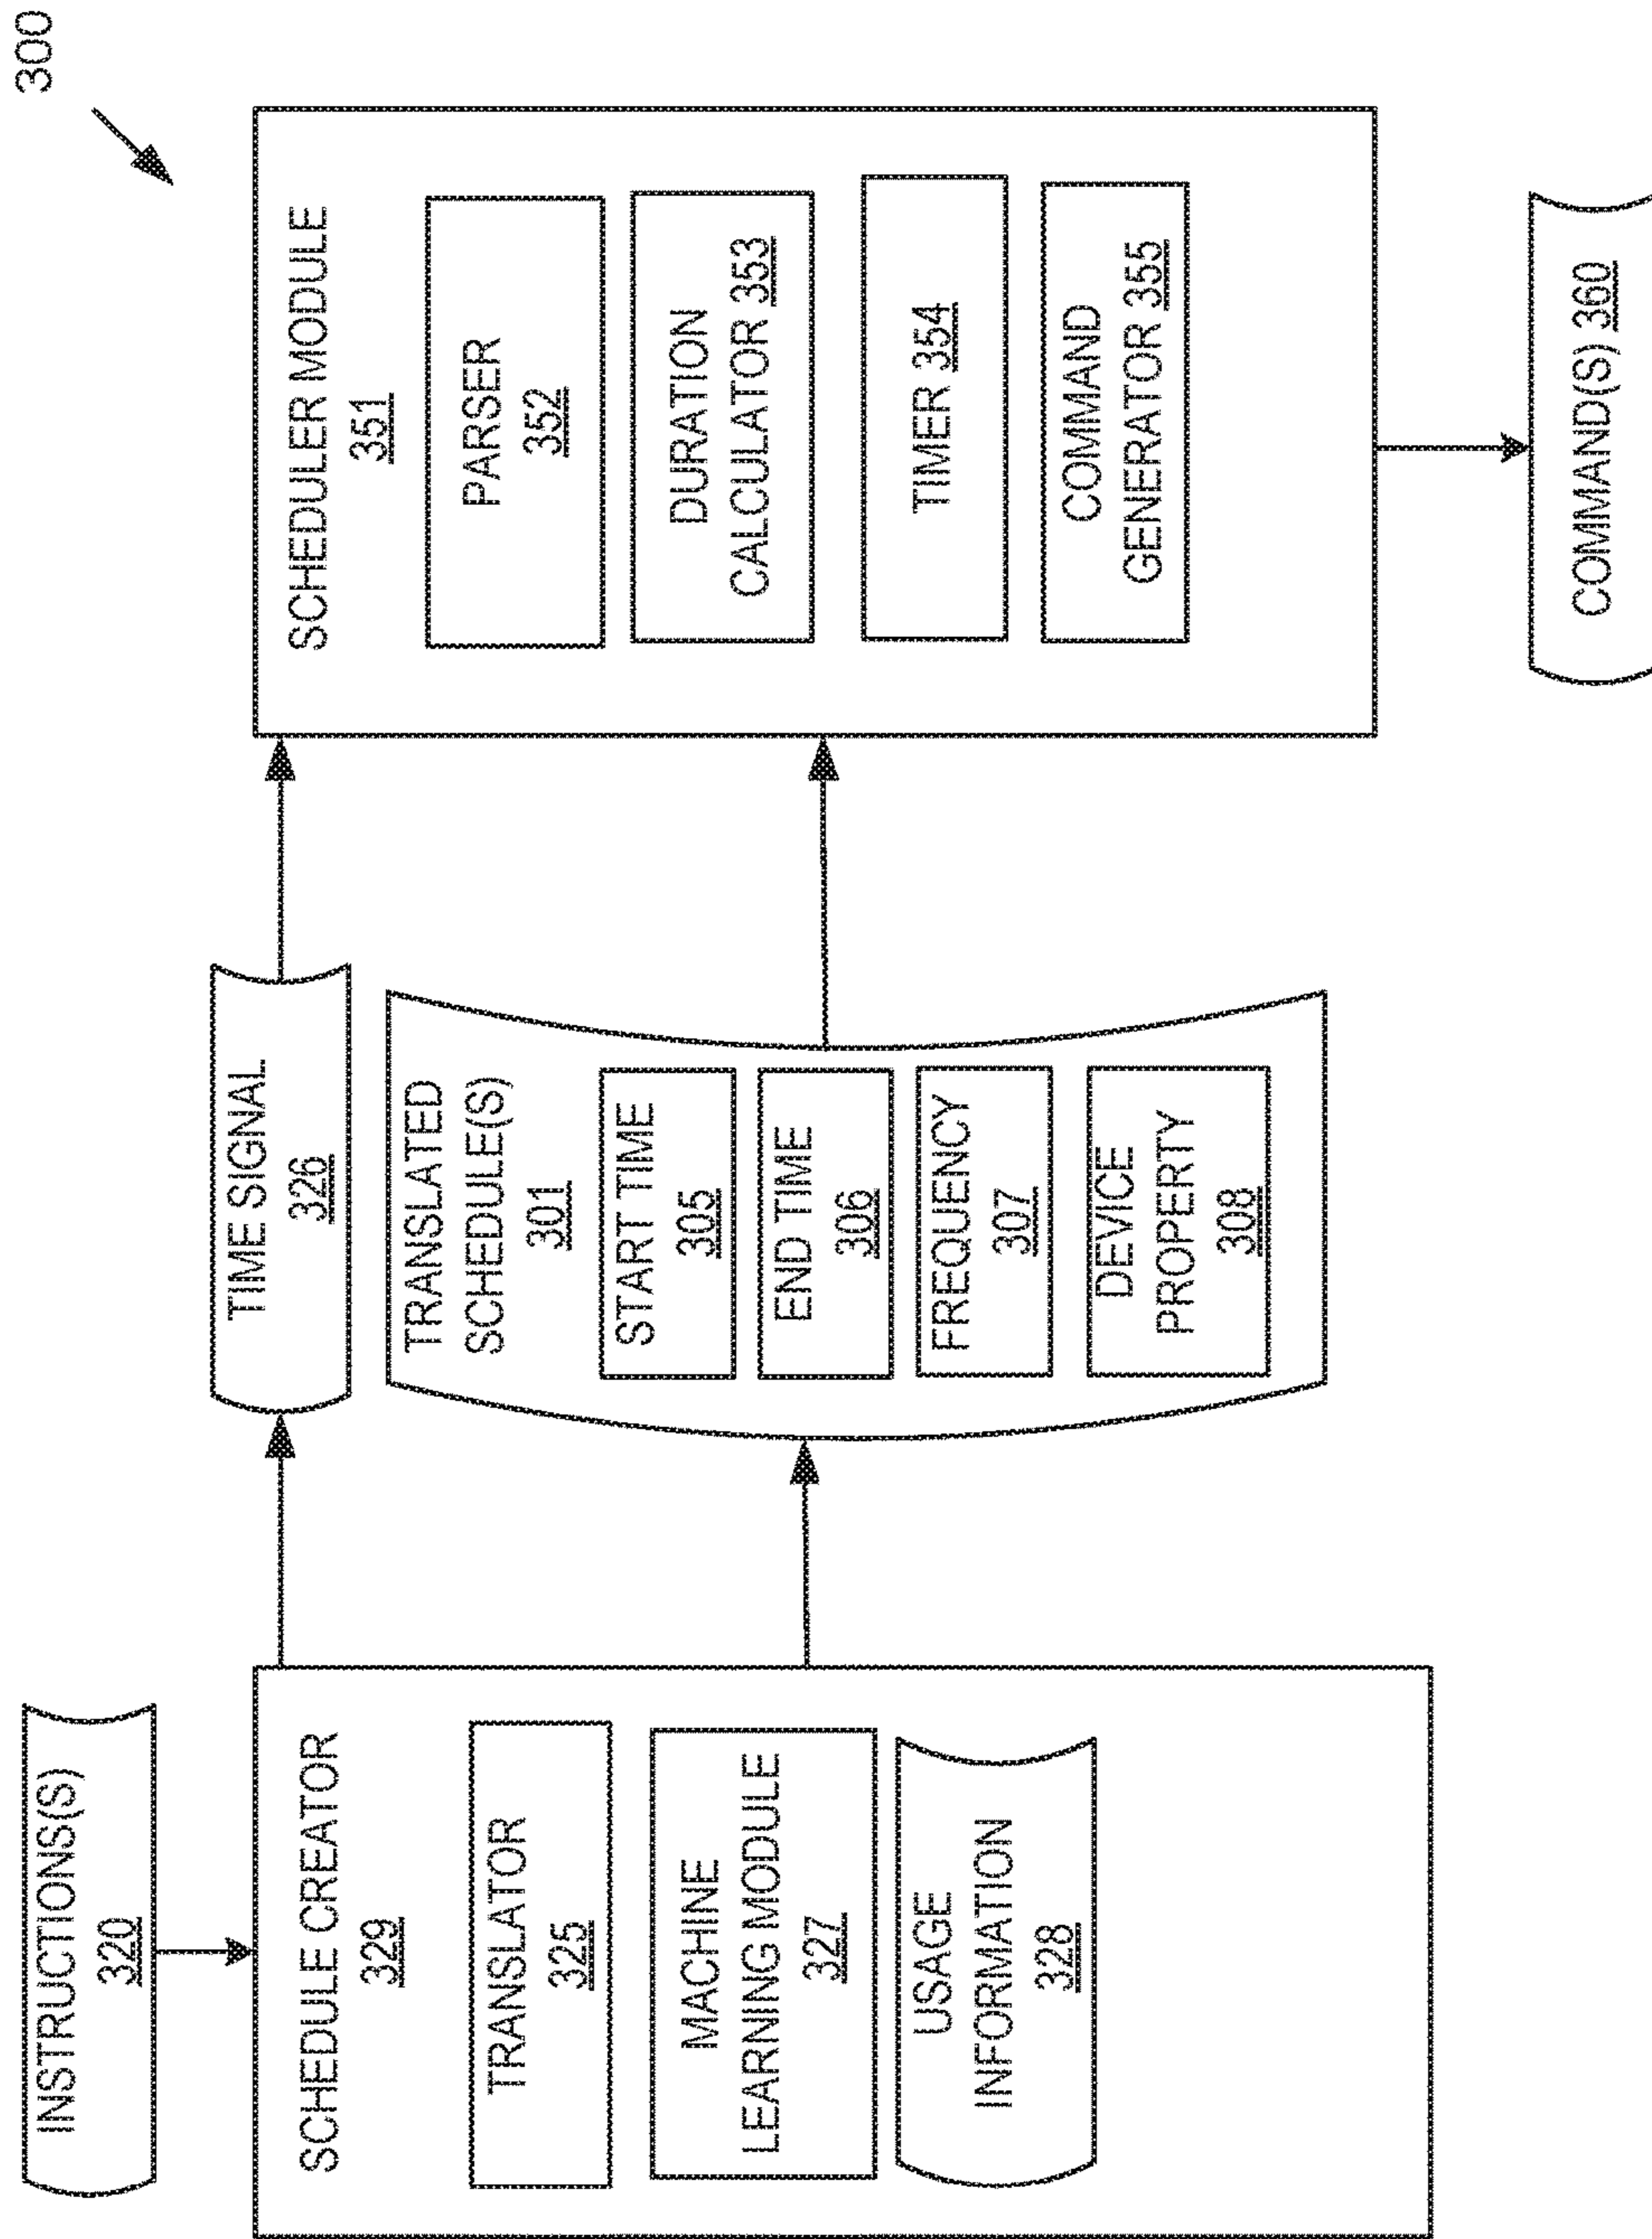 300
INSTRUCTIONS(S)
320
SCHEDULE CREATOR
329
TRANSLATOR
325
MACHINE
LEARNING MODULE
327
USAGE
INFORMATION
328
TIME SIGNAL
326
TRANSLATED
SCHEDULE(S)
301
START TIME
305
END TIME
306
FREQUENCY
307
DEVICE
PROPERTY
308
SCHEDULER MODULE
351
PARSER
352
DURATION
CALCULATOR 353
TIMER 354
COMMAND
GENERATOR 355
COMMAND(S) 360